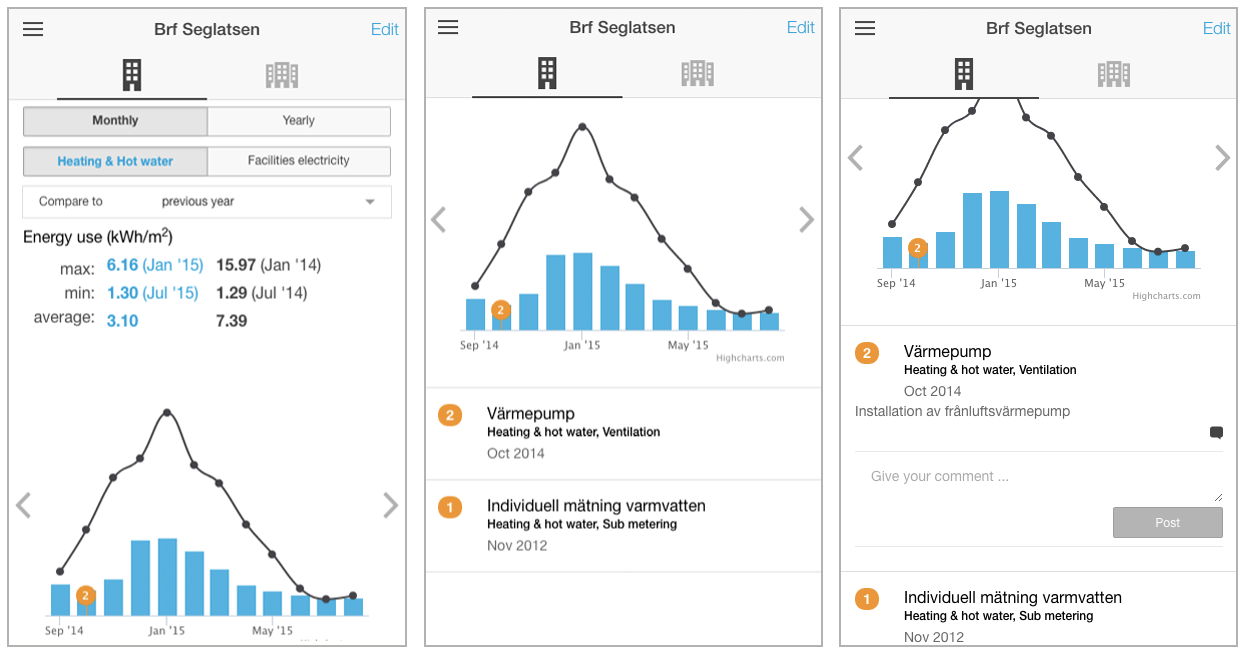 Brf Seglatsen Edit
Monthly Yearly
Heating & Hot water Facilities electricity
Compare to previous year
Energy use (kWh/m²)
max: 6.16 (Jan '15) 15.97 (Jan '14)
min: 1.30 (Jul '15) 1.29 (Jul '14)
average: 3.10 7.39
2
Sep '14 Jan '15 May '15
Brf Seglatsen Edit
2
Sep '14 Jan '15 May '15
Highcharts.com
2 Värmepump
Heating & hot water, Ventilation
Oct 2014
1 Individuell mätning varmvatten
Heating & hot water, Sub metering
Nov 2012
Brf Seglatsen Edit
2
Sep '14 Jan '15 May '15
Highcharts.com
2 Värmepump
Heating & hot water, Ventilation
Oct 2014
Installation av frånluftsvärmepump
Give your comment ...
Post
1 Individuell mätning varmvatten
Heating & hot water, Sub metering
Nov 2012